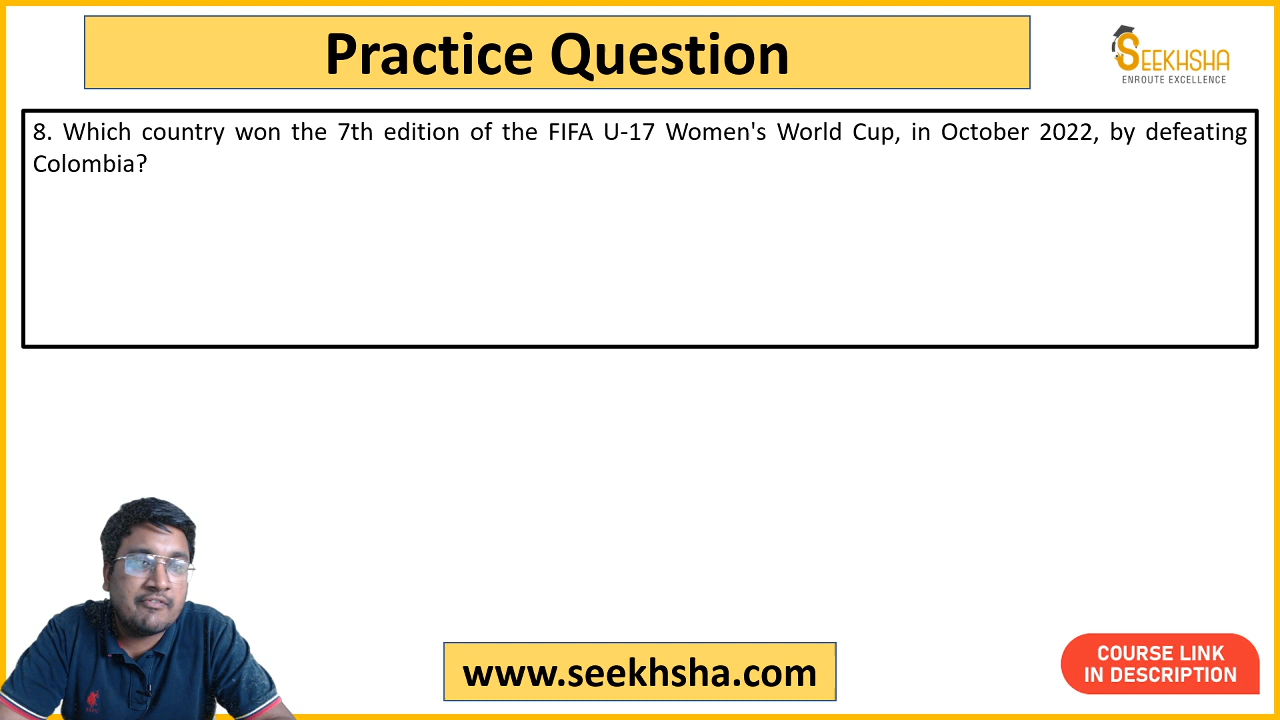 Practice Question
SEEKHSHA
ENROUTE EXCELLENCE
8. Which country won the 7th edition of the FIFA U-17 Women's World Cup, in October 2022, by defeating
Colombia?
www.seekhsha.com
COURSE LINK
IN DESCRIPTION